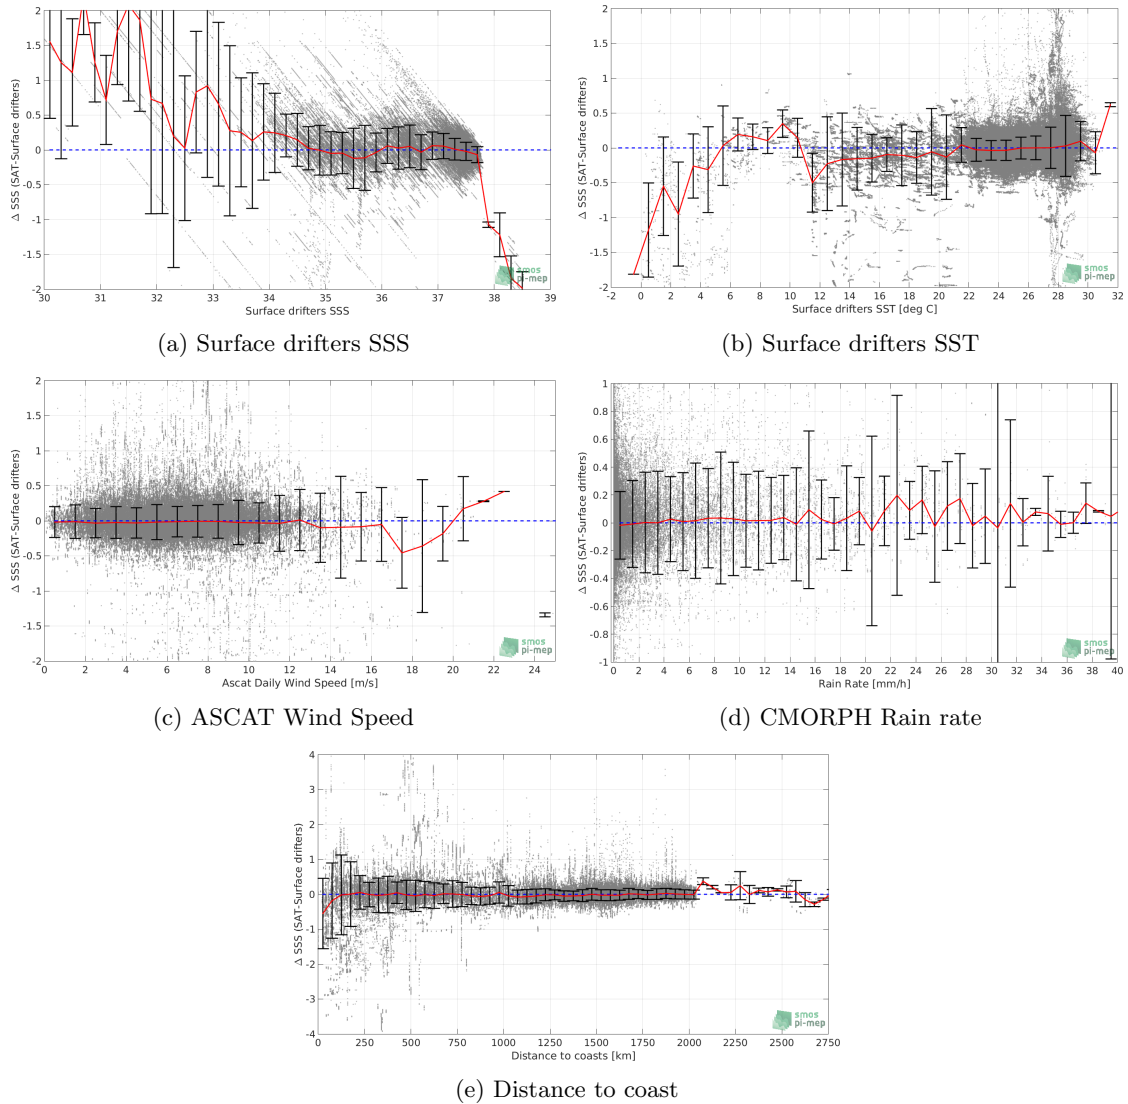 2
1.5
1
0.5
0
-0.5
-1
-1.5
-2
Δ SSS (SAT-Surface drifters)
30 31 32 33 34 35 36 37 38 39
Surface drifters SSS
smos
pi-mep
(a) Surface drifters SSS
2
1.5
1
0.5
0
-0.5
-1
-1.5
-2
Δ SSS (SAT-Surface drifters)
-2 0 2 4 6 8 10 12 14 16 18 20 22 24 26 28 30 32
Surface drifters SST [deg C]
smos
pi-mep
(b) Surface drifters SST
2
1.5
1
0.5
0
-0.5
-1
-1.5
-2
Δ SSS (SAT-Surface drifters)
0 2 4 6 8 10 12 14 16 18 20 22 24
Ascat Daily Wind Speed [m/s]
smos
pi-mep
(c) ASCAT Wind Speed
1
0.8
0.6
0.4
0.2
0
-0.2
-0.4
-0.6
-0.8
-1
Δ SSS (SAT-Surface drifters)
0 2 4 6 8 10 12 14 16 18 20 22 24 26 28 30 32 34 36 38 40
Rain Rate [mm/h]
smos
pi-mep
(d) CMORPH Rain rate
4
3
2
1
0
-1
-2
-3
-4
Δ SSS (SAT-Surface drifters)
0 250 500 750 1000 1250 1500 1750 2000 2250 2500 2750
Distance to coasts [km]
smos
pi-mep
(e) Distance to coast